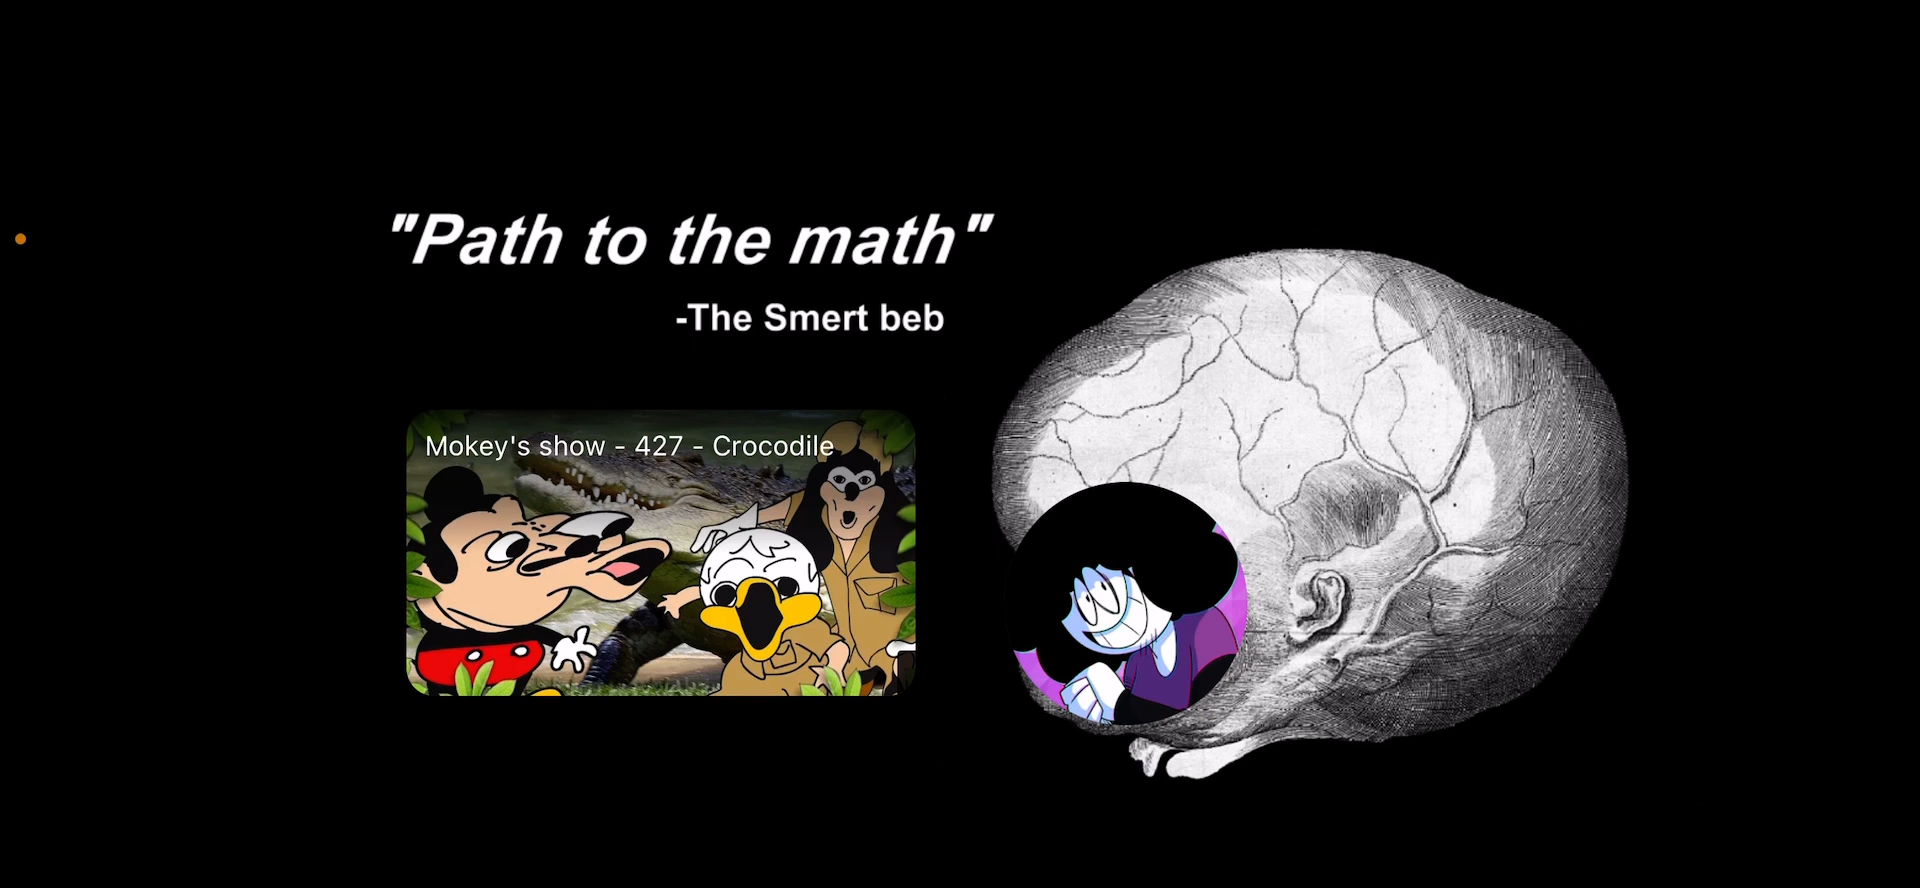 "Path to the math"
-The Smert beb
Mokey's show - 427 - Crocodile